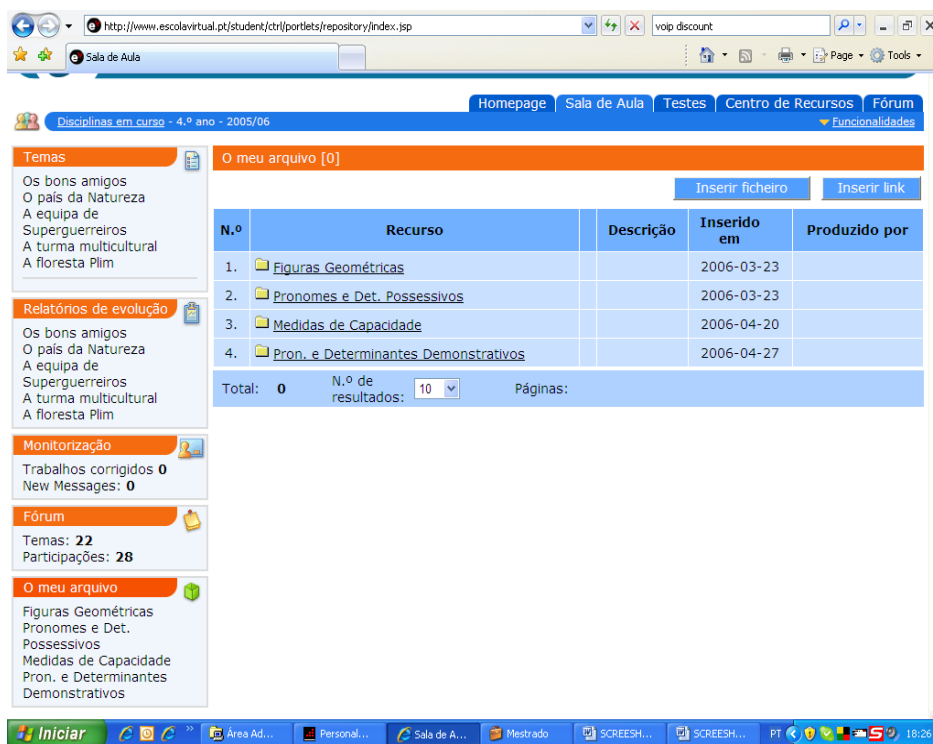 http://www.escolavirtual.pt/student/ctrl/portlets/repository/index.jsp
voip discount
Sala de Aula
Page
Tools
Homepage Sala de Aula Testes Centro de Recursos Fórum
Disciplinas em curso - 4.º ano - 2005/06
Funcionalidades
Temas
Os bons amigos
O país da Natureza
A equipa de
Superguerreiros
A turma multicultural
A floresta Plim
Relatórios de evolução
Os bons amigos
O país da Natureza
A equipa de
Superguerreiros
A turma multicultural
A floresta Plim
Monitorização
Trabalhos corrigidos 0
New Messages: 0
Fórum
Temas: 22
Participações: 28
O meu arquivo
Figuras Geométricas
Pronomes e Det.
Possessivos
Medidas de Capacidade
Pron. e Determinantes
Demonstrativos
O meu arquivo [0]
Inserir ficheiro Inserir link
N.º Recurso Descrição Inserido em Produzido por
1. Figuras Geométricas 2006-03-23
2. Pronomes e Det. Possessivos 2006-03-23
3. Medidas de Capacidade 2006-04-20
4. Pron. e Determinantes Demonstrativos 2006-04-27
Total: 0 N.º de resultados: 10 Páginas:
Iniciar Área Ad... Personal... Sala de A... Mestrado SCREESH... SCREESH... PT 18:26